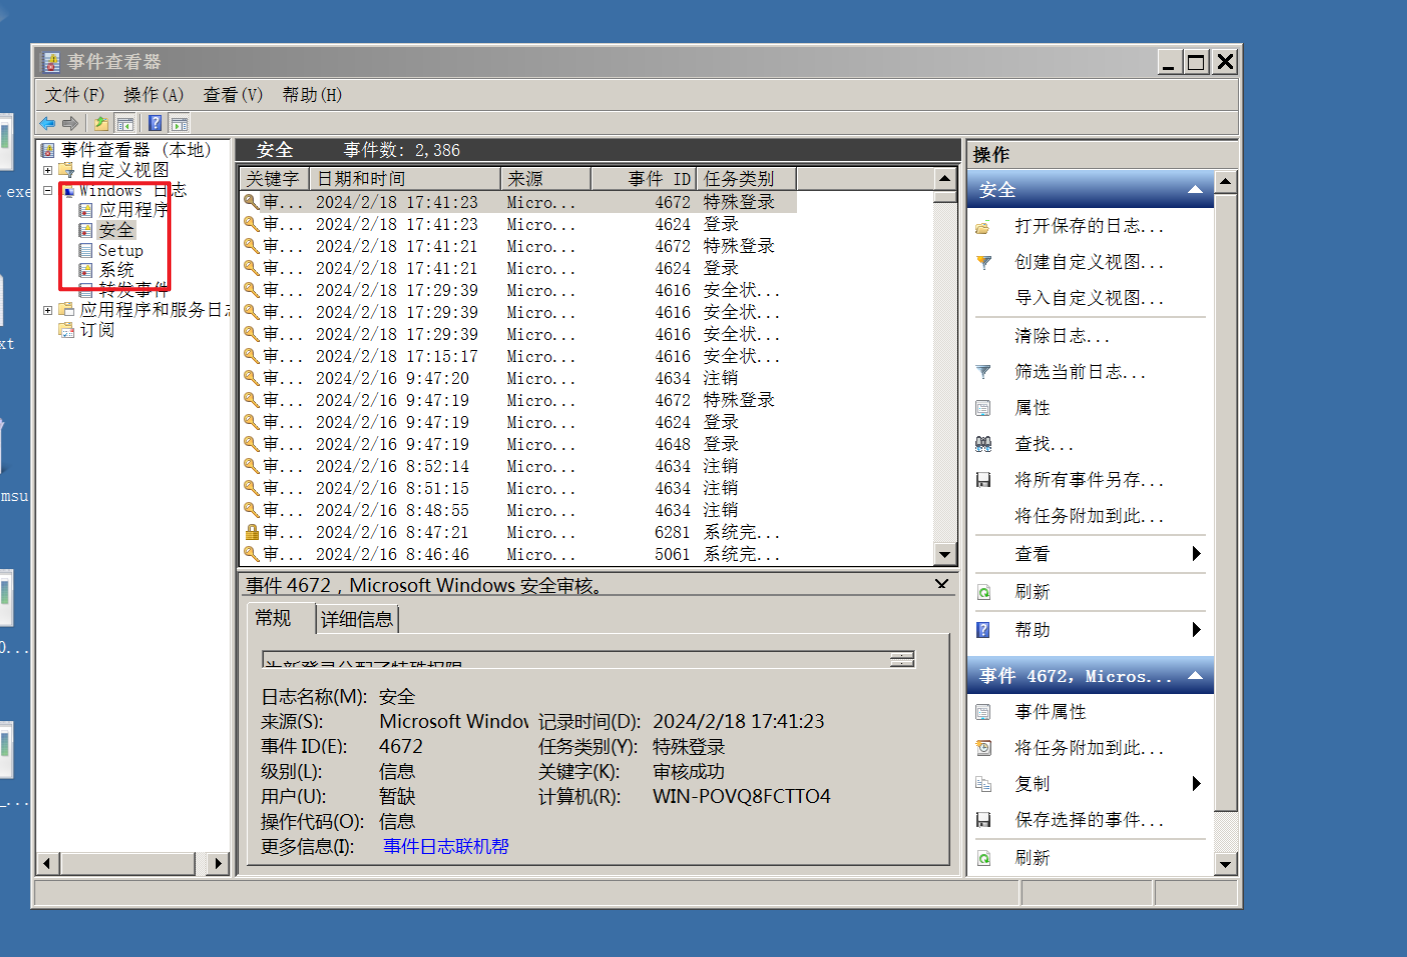 事件查看器
文件(F) 操作(A) 查看(V) 帮助(H)
事件查看器 (本地)
自定义视图
Windows 日志
应用程序
安全
Setup
系统
转发事件
应用程序和服务日
订阅
.exe
xt
msu
0...
_...
安全 事件数: 2,386
关键字 日期和时间 来源 事件 ID 任务类别
审... 2024/2/18 17:41:23 Micro... 4672 特殊登录
审... 2024/2/18 17:41:23 Micro... 4624 登录
审... 2024/2/18 17:41:21 Micro... 4672 特殊登录
审... 2024/2/18 17:41:21 Micro... 4624 登录
审... 2024/2/18 17:29:39 Micro... 4616 安全状...
审... 2024/2/18 17:29:39 Micro... 4616 安全状...
审... 2024/2/18 17:29:39 Micro... 4616 安全状...
审... 2024/2/18 17:15:17 Micro... 4616 安全状...
审... 2024/2/16 9:47:20 Micro... 4634 注销
审... 2024/2/16 9:47:19 Micro... 4672 特殊登录
审... 2024/2/16 9:47:19 Micro... 4624 登录
审... 2024/2/16 9:47:19 Micro... 4648 登录
审... 2024/2/16 8:52:14 Micro... 4634 注销
审... 2024/2/16 8:51:15 Micro... 4634 注销
审... 2024/2/16 8:48:55 Micro... 4634 注销
审... 2024/2/16 8:47:21 Micro... 6281 系统完...
审... 2024/2/16 8:46:46 Micro... 5061 系统完...
事件 4672，Microsoft Windows 安全审核。
常规 详细信息
为新登录分配了特殊权限
日志名称(M): 安全
来源(S): Microsoft Window 记录时间(D): 2024/2/18 17:41:23
事件 ID(E): 4672 任务类别(Y): 特殊登录
级别(L): 信息 关键字(K): 审核成功
用户(U): 暂缺 计算机(R): WIN-POVQ8FCTTO4
操作代码(O): 信息
更多信息(I): 事件日志联机帮
操作
安全
打开保存的日志...
创建自定义视图...
导入自定义视图...
清除日志...
筛选当前日志...
属性
查找...
将所有事件另存...
将任务附加到此...
查看
刷新
帮助
事件 4672, Micros...
事件属性
将任务附加到此...
复制
保存选择的事件...
刷新